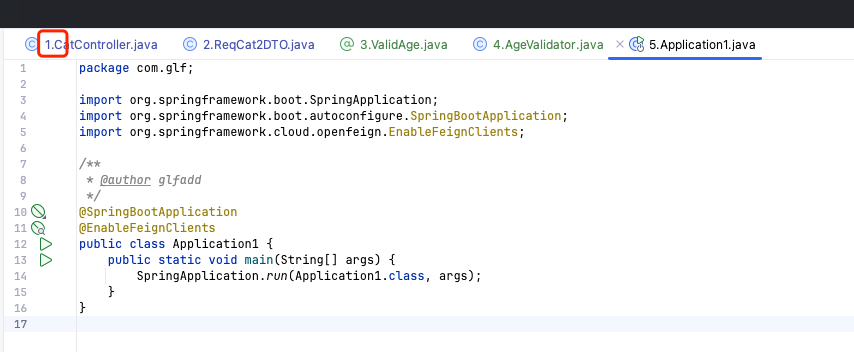 1.CatController.java 2.ReqCat2DTO.java 3.ValidAge.java 4.AgeValidator.java 5.Application1.java
1 package com.glf;
2
3 import org.springframework.boot.SpringApplication;
4 import org.springframework.boot.autoconfigure.SpringBootApplication;
5 import org.springframework.cloud.openfeign.EnableFeignClients;
6
7 /**
8 * @author glfadd
9 */
10 @SpringBootApplication
11 @EnableFeignClients
12 public class Application1 {
13 public static void main(String[] args) {
14 SpringApplication.run(Application1.class, args);
15 }
16 }
17